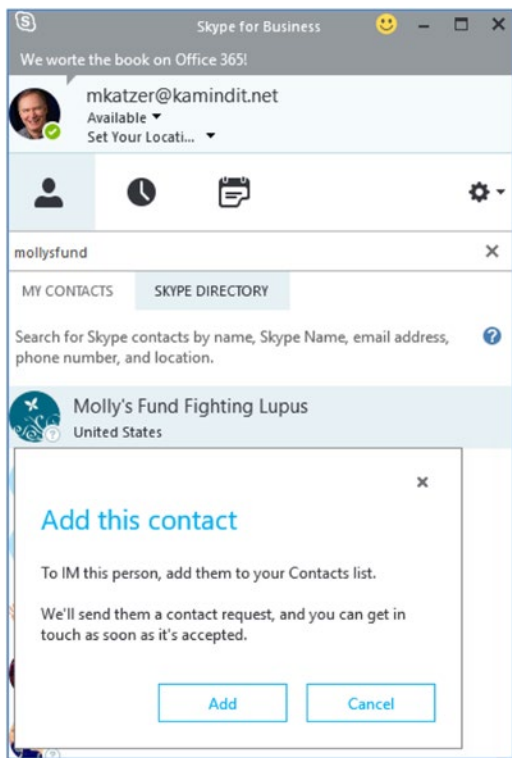 Skype for Business
We worte the book on Office 365!
mkatzer@kamindit.net
Available
Set Your Locati...
mollysfund
MY CONTACTS SKYPE DIRECTORY
Search for Skype contacts by name, Skype Name, email address,
phone number, and location.
Molly's Fund Fighting Lupus
United States
Add this contact
To IM this person, add them to your Contacts list.
We'll send them a contact request, and you can get in
touch as soon as it's accepted.
Add Cancel